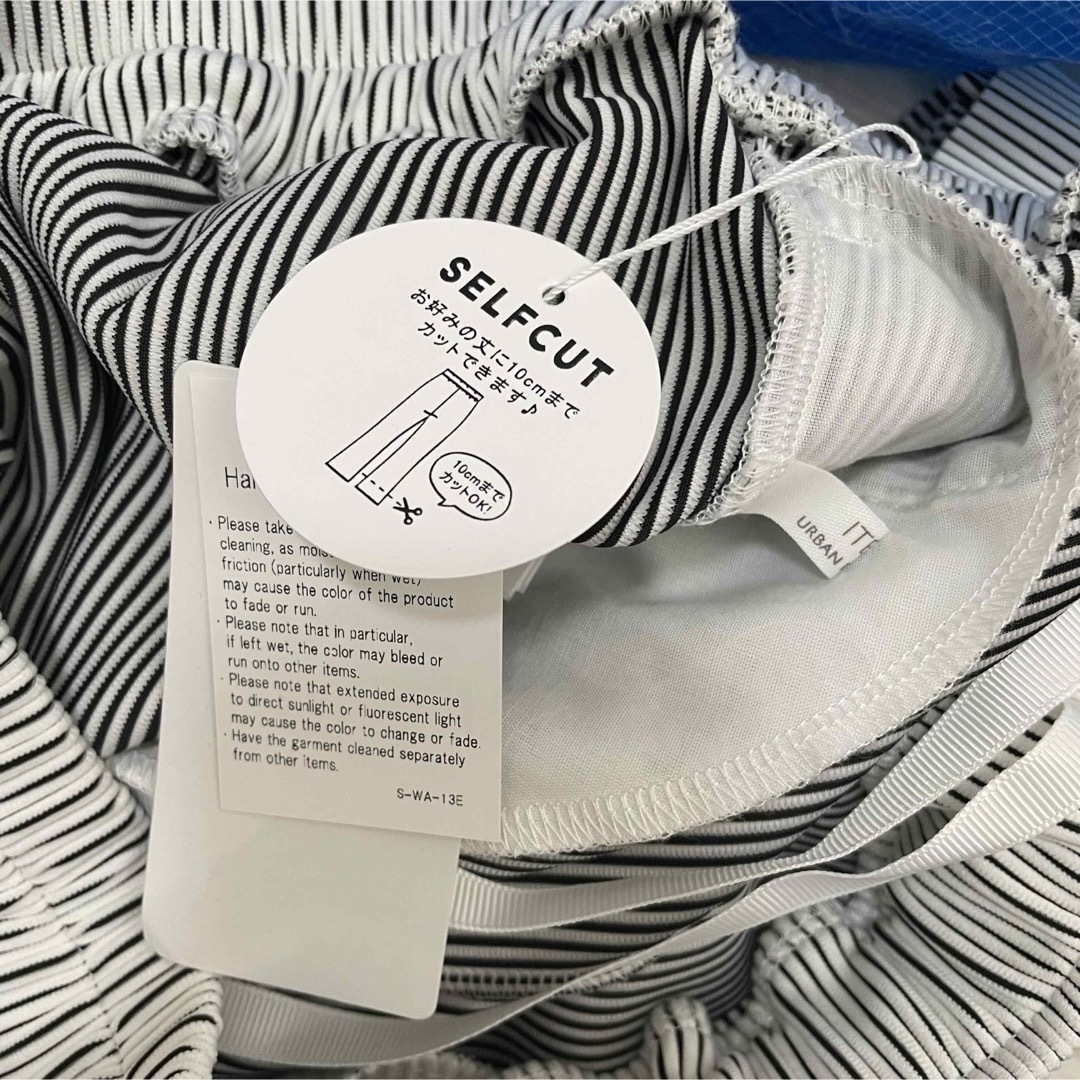 SELFCUT
お好みの丈に10cmまで
カットできます♪
10cmまで
カットOK!
· Please take
cleaning, as
friction (particularly when wet)
may cause the color of the product
to fade or run.
· Please note that in particular,
if left wet, the color may bleed or
run onto other items.
· Please note that extended exposure
to direct sunlight or fluorescent light
may cause the color to change or fade.
· Have the garment cleaned separately
from other items.
S-WA-13E
URBAN